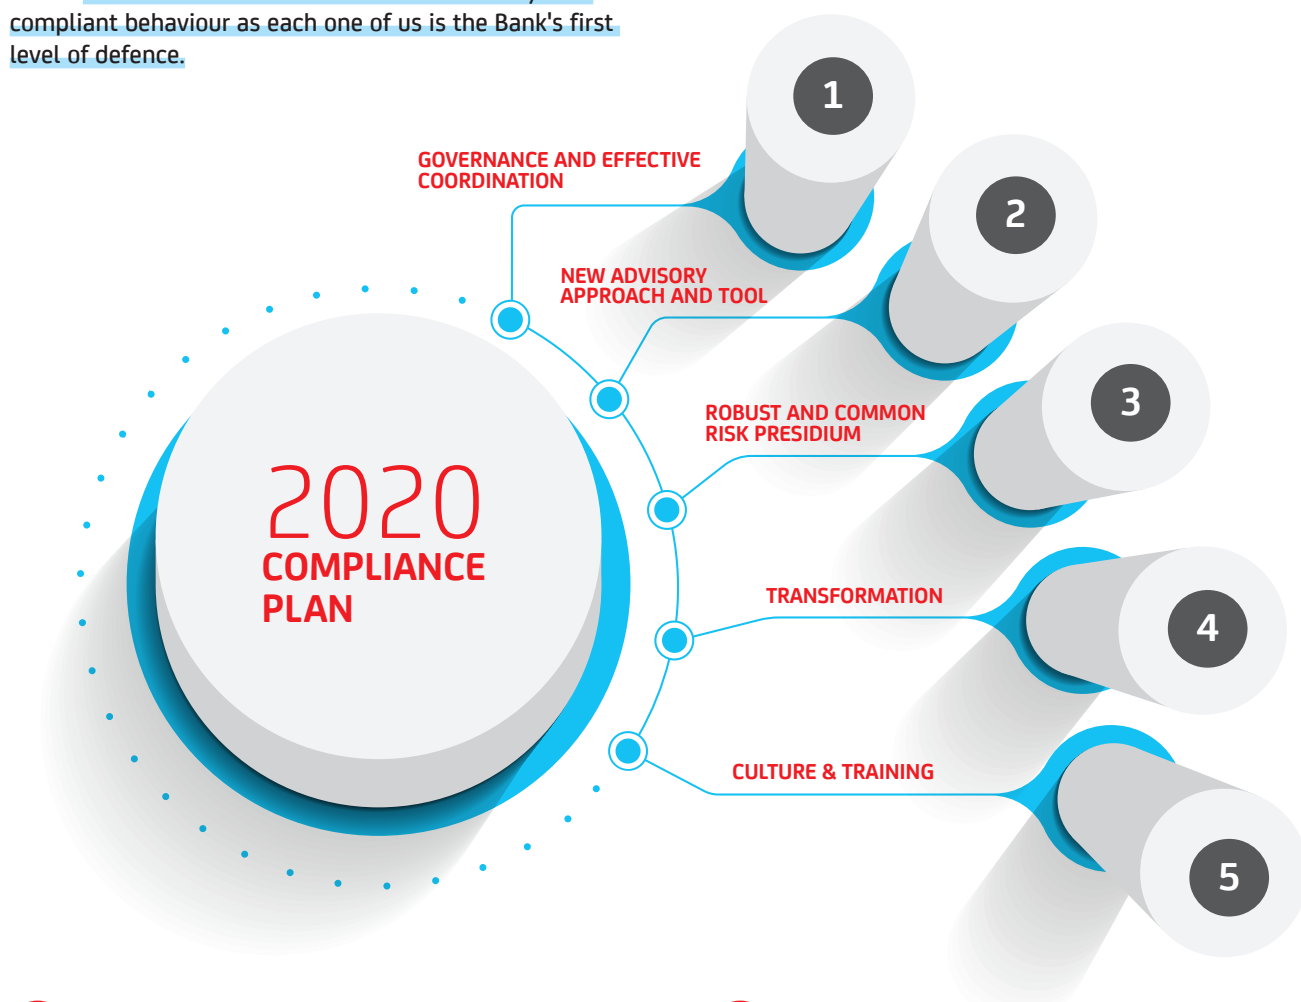 compliant behaviour as each one of us is the Bank's first
level of defence.
1
GOVERNANCE AND EFFECTIVE
COORDINATION
2
NEW ADVISORY
APPROACH AND TOOL
3
ROBUST AND COMMON
RISK PRESIDIUM
2020
COMPLIANCE
PLAN
TRANSFORMATION
4
CULTURE & TRAINING
5